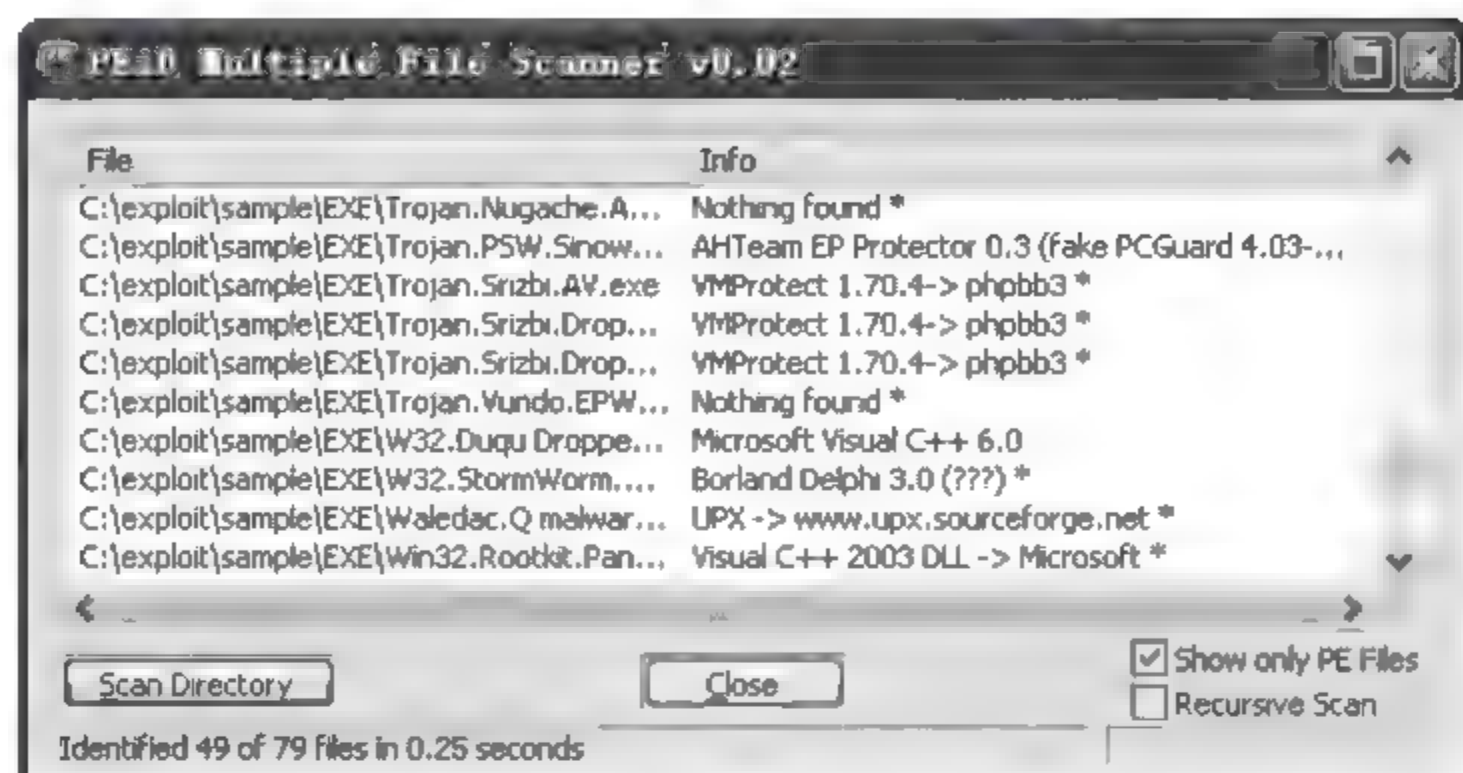 PEiD Multiple File Scanner v0.02
File Info
C:\exploit\sample\EXE\Trojan.Nugache.A... Nothing found *
C:\exploit\sample\EXE\Trojan.PSW.Sinow... AHTeam EP Protector 0.3 (fake PCGuard 4.03-...
C:\exploit\sample\EXE\Trojan.Srizbi.AV.exe VMProtect 1.70.4-> phpbb3 *
C:\exploit\sample\EXE\Trojan.Srizbi.Drop... VMProtect 1.70.4-> phpbb3 *
C:\exploit\sample\EXE\Trojan.Srizbi.Drop... VMProtect 1.70.4-> phpbb3 *
C:\exploit\sample\EXE\Trojan.Vundo.EPW... Nothing found *
C:\exploit\sample\EXE\W32.Duqu Droppe... Microsoft Visual C++ 6.0
C:\exploit\sample\EXE\W32.StormWorm.... Borland Delphi 3.0 (???) *
C:\exploit\sample\EXE\Waledac.Q malwar... UPX -> www.upx.sourceforge.net *
C:\exploit\sample\EXE\Win32.Rootkit.Pan... Visual C++ 2003 DLL -> Microsoft *
Scan Directory Close Show only PE Files
Recursive Scan
Identified 49 of 79 files in 0.25 seconds